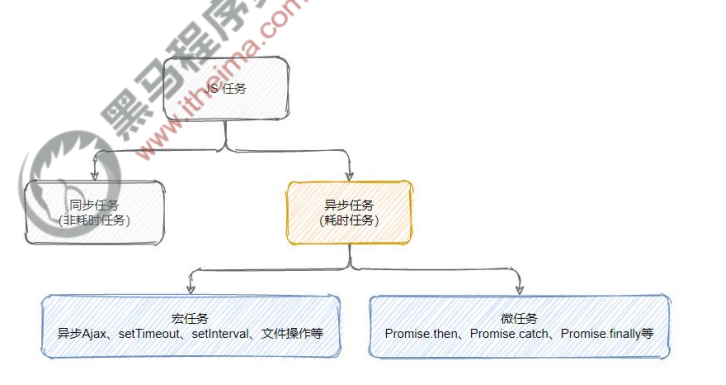 黑马程序员
www.itheima.com
JS 任务
同步任务
(非耗时任务)
异步任务
(耗时任务)
宏任务
异步Ajax、setTimeout、setInterval、文件操作等
微任务
Promise.then、Promise.catch、Promise.finally等